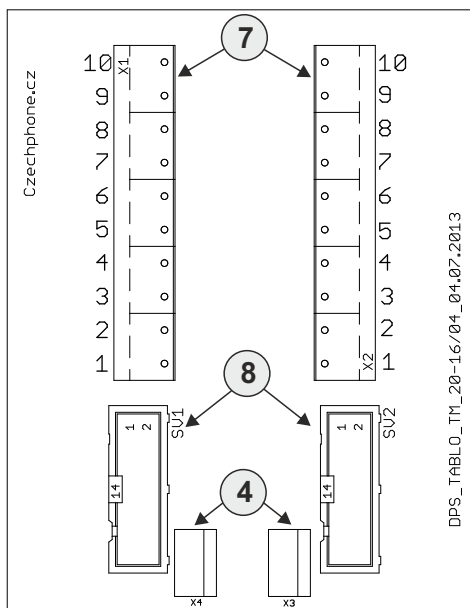 7
10 X1 10
9 9
8 8
7 7
6 6
5 5
4 4
3 3
2 2
1 X2 1
Czechphone.cz
DPS_TABLO_TM_20-16/04_04.07.2013
8
SV1 SV2
1 2 1 2
14 14
4
X4 X3